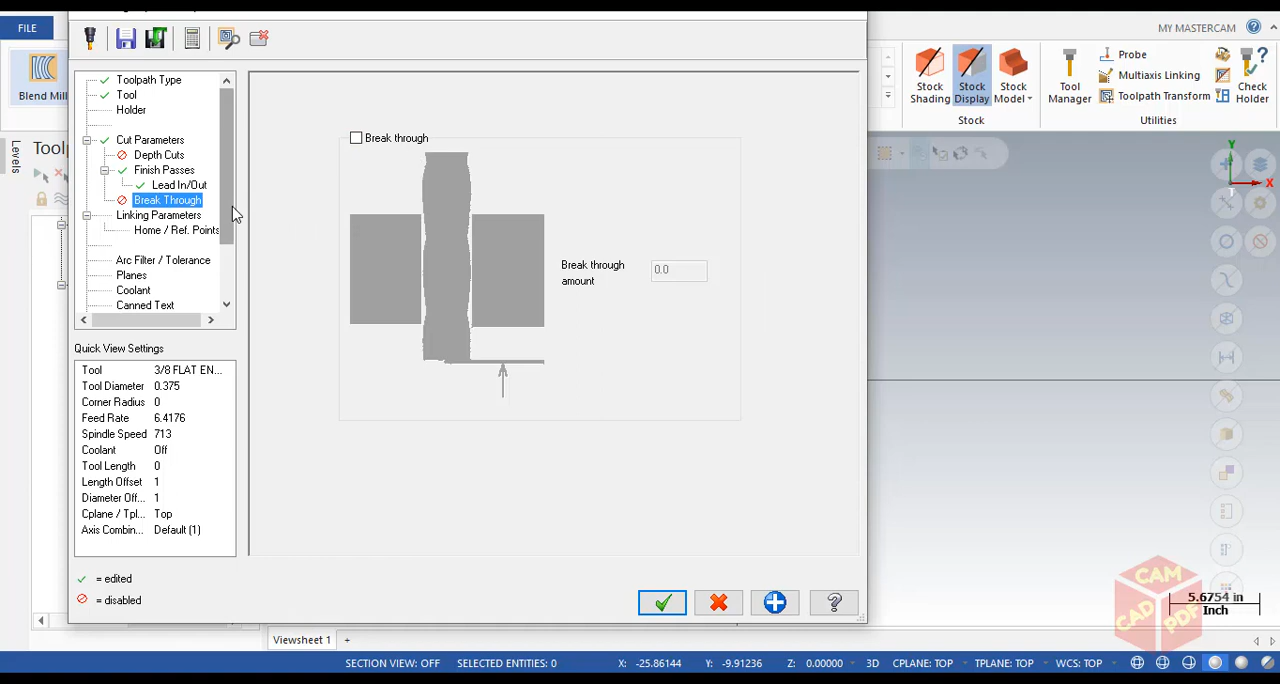 FILE
MY MASTERCAM
Blend Mill
Stock Shading
Stock Display
Stock Model
Stock
Tool Manager
Probe
Multiaxis Linking
Toolpath Transform
Check Holder
Utilities
Levels
Toolpath Type
Tool
Holder
Cut Parameters
Depth Cuts
Finish Passes
Lead In/Out
Break Through
Linking Parameters
Home / Ref. Points
Arc Filter / Tolerance
Planes
Coolant
Canned Text
Break through
Break through amount
0.0
Quick View Settings
Tool 3/8 FLAT EN...
Tool Diameter 0.375
Corner Radius 0
Feed Rate 6.4176
Spindle Speed 713
Coolant Off
Tool Length 0
Length Offset 1
Diameter Off... 1
Cplane / Tpl... Top
Axis Combin... Default (1)
= edited
= disabled
Y
X
CAM
CAD
PDF
5.6754 in
Inch
Viewsheet 1 +
SECTION VIEW: OFF SELECTED ENTITIES: 0 X: -25.86144 Y: -9.91236 Z: 0.00000 3D CPLANE: TOP TPLANE: TOP WCS: TOP